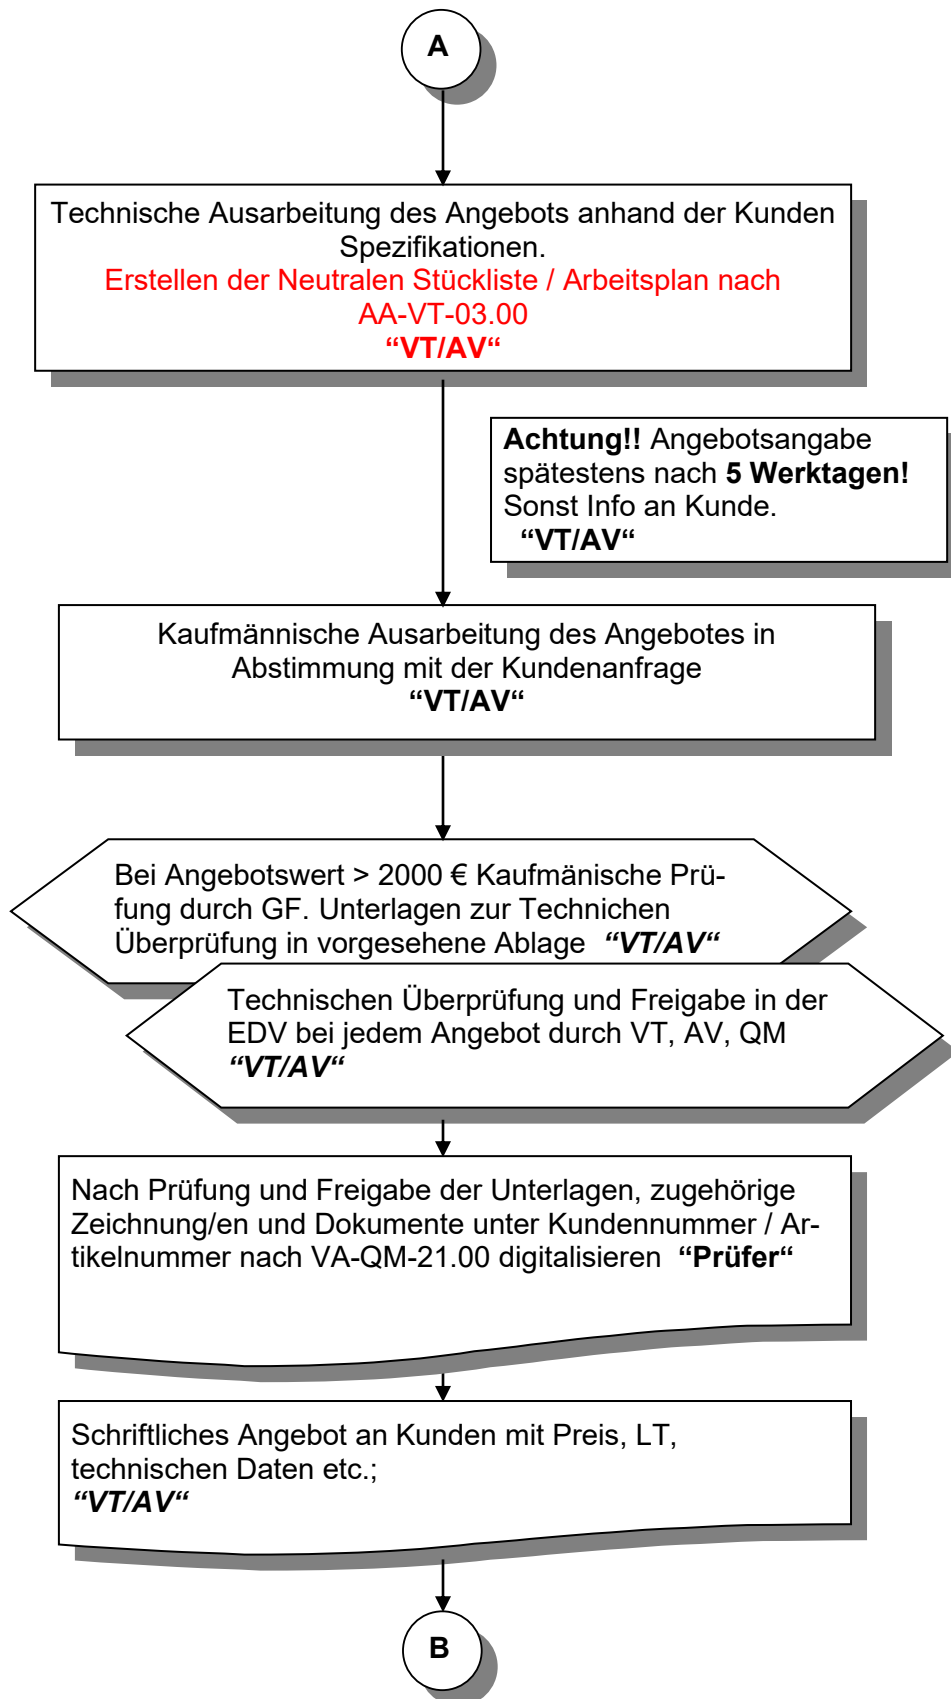 A
Technische Ausarbeitung des Angebots anhand der Kunden
Spezifikationen.
Erstellen der Neutralen Stückliste / Arbeitsplan nach
AA-VT-03.00
“VT/AV“
Achtung!! Angebotsangabe
spätestens nach 5 Werktagen!
Sonst Info an Kunde.
“VT/AV“
Kaufmännische Ausarbeitung des Angebotes in
Abstimmung mit der Kundenanfrage
“VT/AV“
Bei Angebotswert > 2000 € Kaufmänische Prü-
fung durch GF. Unterlagen zur Technichen
Überprüfung in vorgesehene Ablage “VT/AV“
Technischen Überprüfung und Freigabe in der
EDV bei jedem Angebot durch VT, AV, QM
“VT/AV“
Nach Prüfung und Freigabe der Unterlagen, zugehörige
Zeichnung/en und Dokumente unter Kundennummer / Ar-
tikelnummer nach VA-QM-21.00 digitalisieren “Prüfer“
Schriftliches Angebot an Kunden mit Preis, LT,
technischen Daten etc.;
“VT/AV“
B